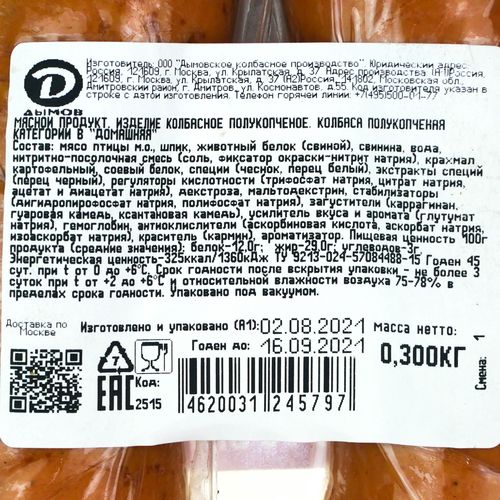 Изготовитель ООО "Дымовское колбасное производство". Юридический адрес:
Россия, 121609, г. Москва, ул. Крылатская, д. 37 Адрес производства (А1)Россия,
121609, г. Москва, ул. Крылатская, д. 37 (А2)Россия, 141802, Московская обл.,
Дмитровский район, г. Дмитров, ул. Космонавтов, д.55. Код изготовителя указан в
строке с датой изготовления. Телефон горячей линии: +7(495)500-01-77
ДЫМОВ
МЯСНОЙ ПРОДУКТ. ИЗДЕЛИЕ КОЛБАСНОЕ ПОЛУКОПЧЕНОЕ. КОЛБАСА ПОЛУКОПЧЕНАЯ
КАТЕГОРИИ В "ДОМАШНЯЯ"
Состав: мясо птицы м.о., шпик, животный белок (свиной), свинина, вода,
нитритно-посолочная смесь (соль, фиксатор окраски-нитрит натрия), крахмал
картофельный, соевый белок, специи (чеснок, перец белый), экстракты специй
(перец черный), регуляторы кислотности (трифосфат натрия, цитрат натрия,
ацетат и диацетат натрия), декстроза, мальтодекстрин, стабилизаторы
(дигидропирофосфат натрия, полифосфат натрия), загустители (каррагинан,
гуаровая камедь, ксантановая камедь), усилитель вкуса и аромата (глутамат
натрия), гемоглобин, антиокислители (аскорбиновая кислота, аскорбат натрия,
изоаскорбат натрия), краситель (кармин). Пищевая ценность 100г
продукта (средние значения): белок-12.0г; жир-29.0г; углеводов-3г.
Энергетическая ценность-325ккал/1360кДж ТУ 9213-024-57084488-15 Годен 45
сут. при t от 0 до +6°C. Срок годности после вскрытия упаковки - не более 3
суток при t от +2 до +6°C и относительной влажности воздуха 75-78% в
пределах срока годности. Упаковано под вакуумом.
Доставка по
Москве
Изготовлено и упаковано (А1): 02.08.2021
Годен до: 16.09.2021
Масса нетто:
0,300КГ
Смена: 1
7
EAC
Код:
2515
4620031 245797